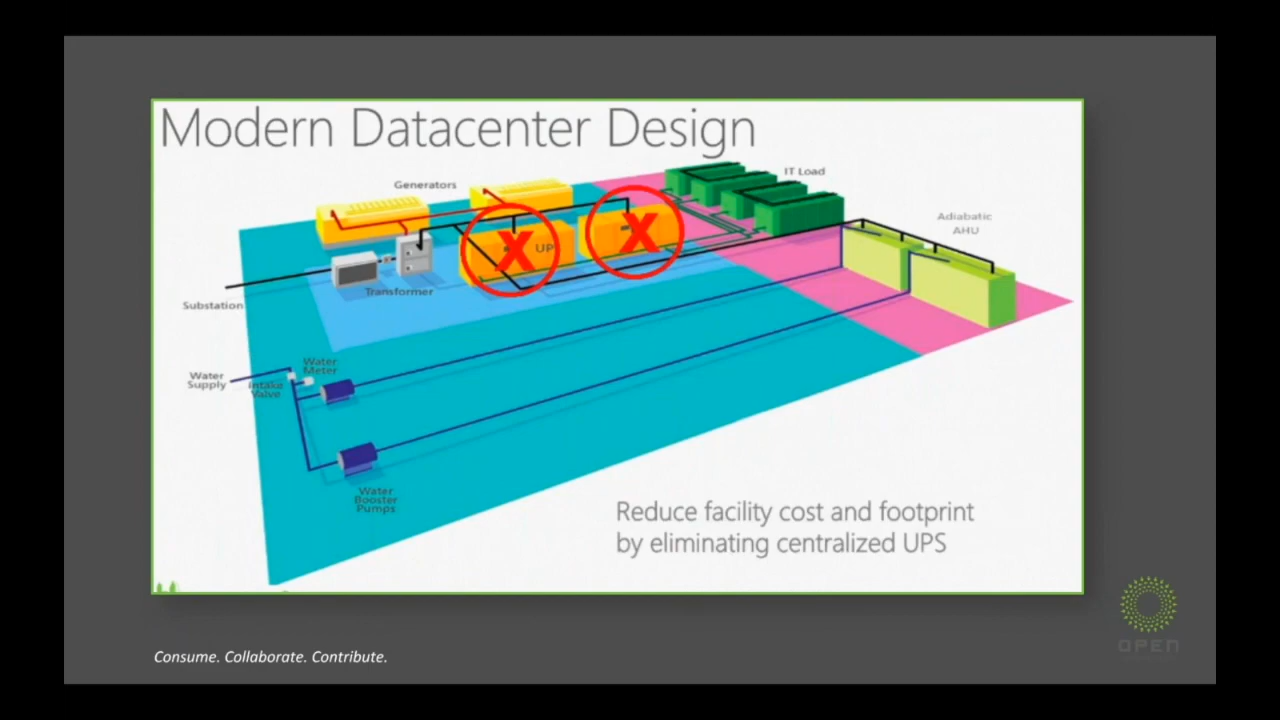 Modern Datacenter Design
Generators
IT Load
Adiabatic
AHU
UP
X
X
Transformer
Substation
Water
Supply
Intake
Valve
Water
Meter
Water
Booster
Pumps
Reduce facility cost and footprint
by eliminating centralized UPS
OPEN
Consume. Collaborate. Contribute.